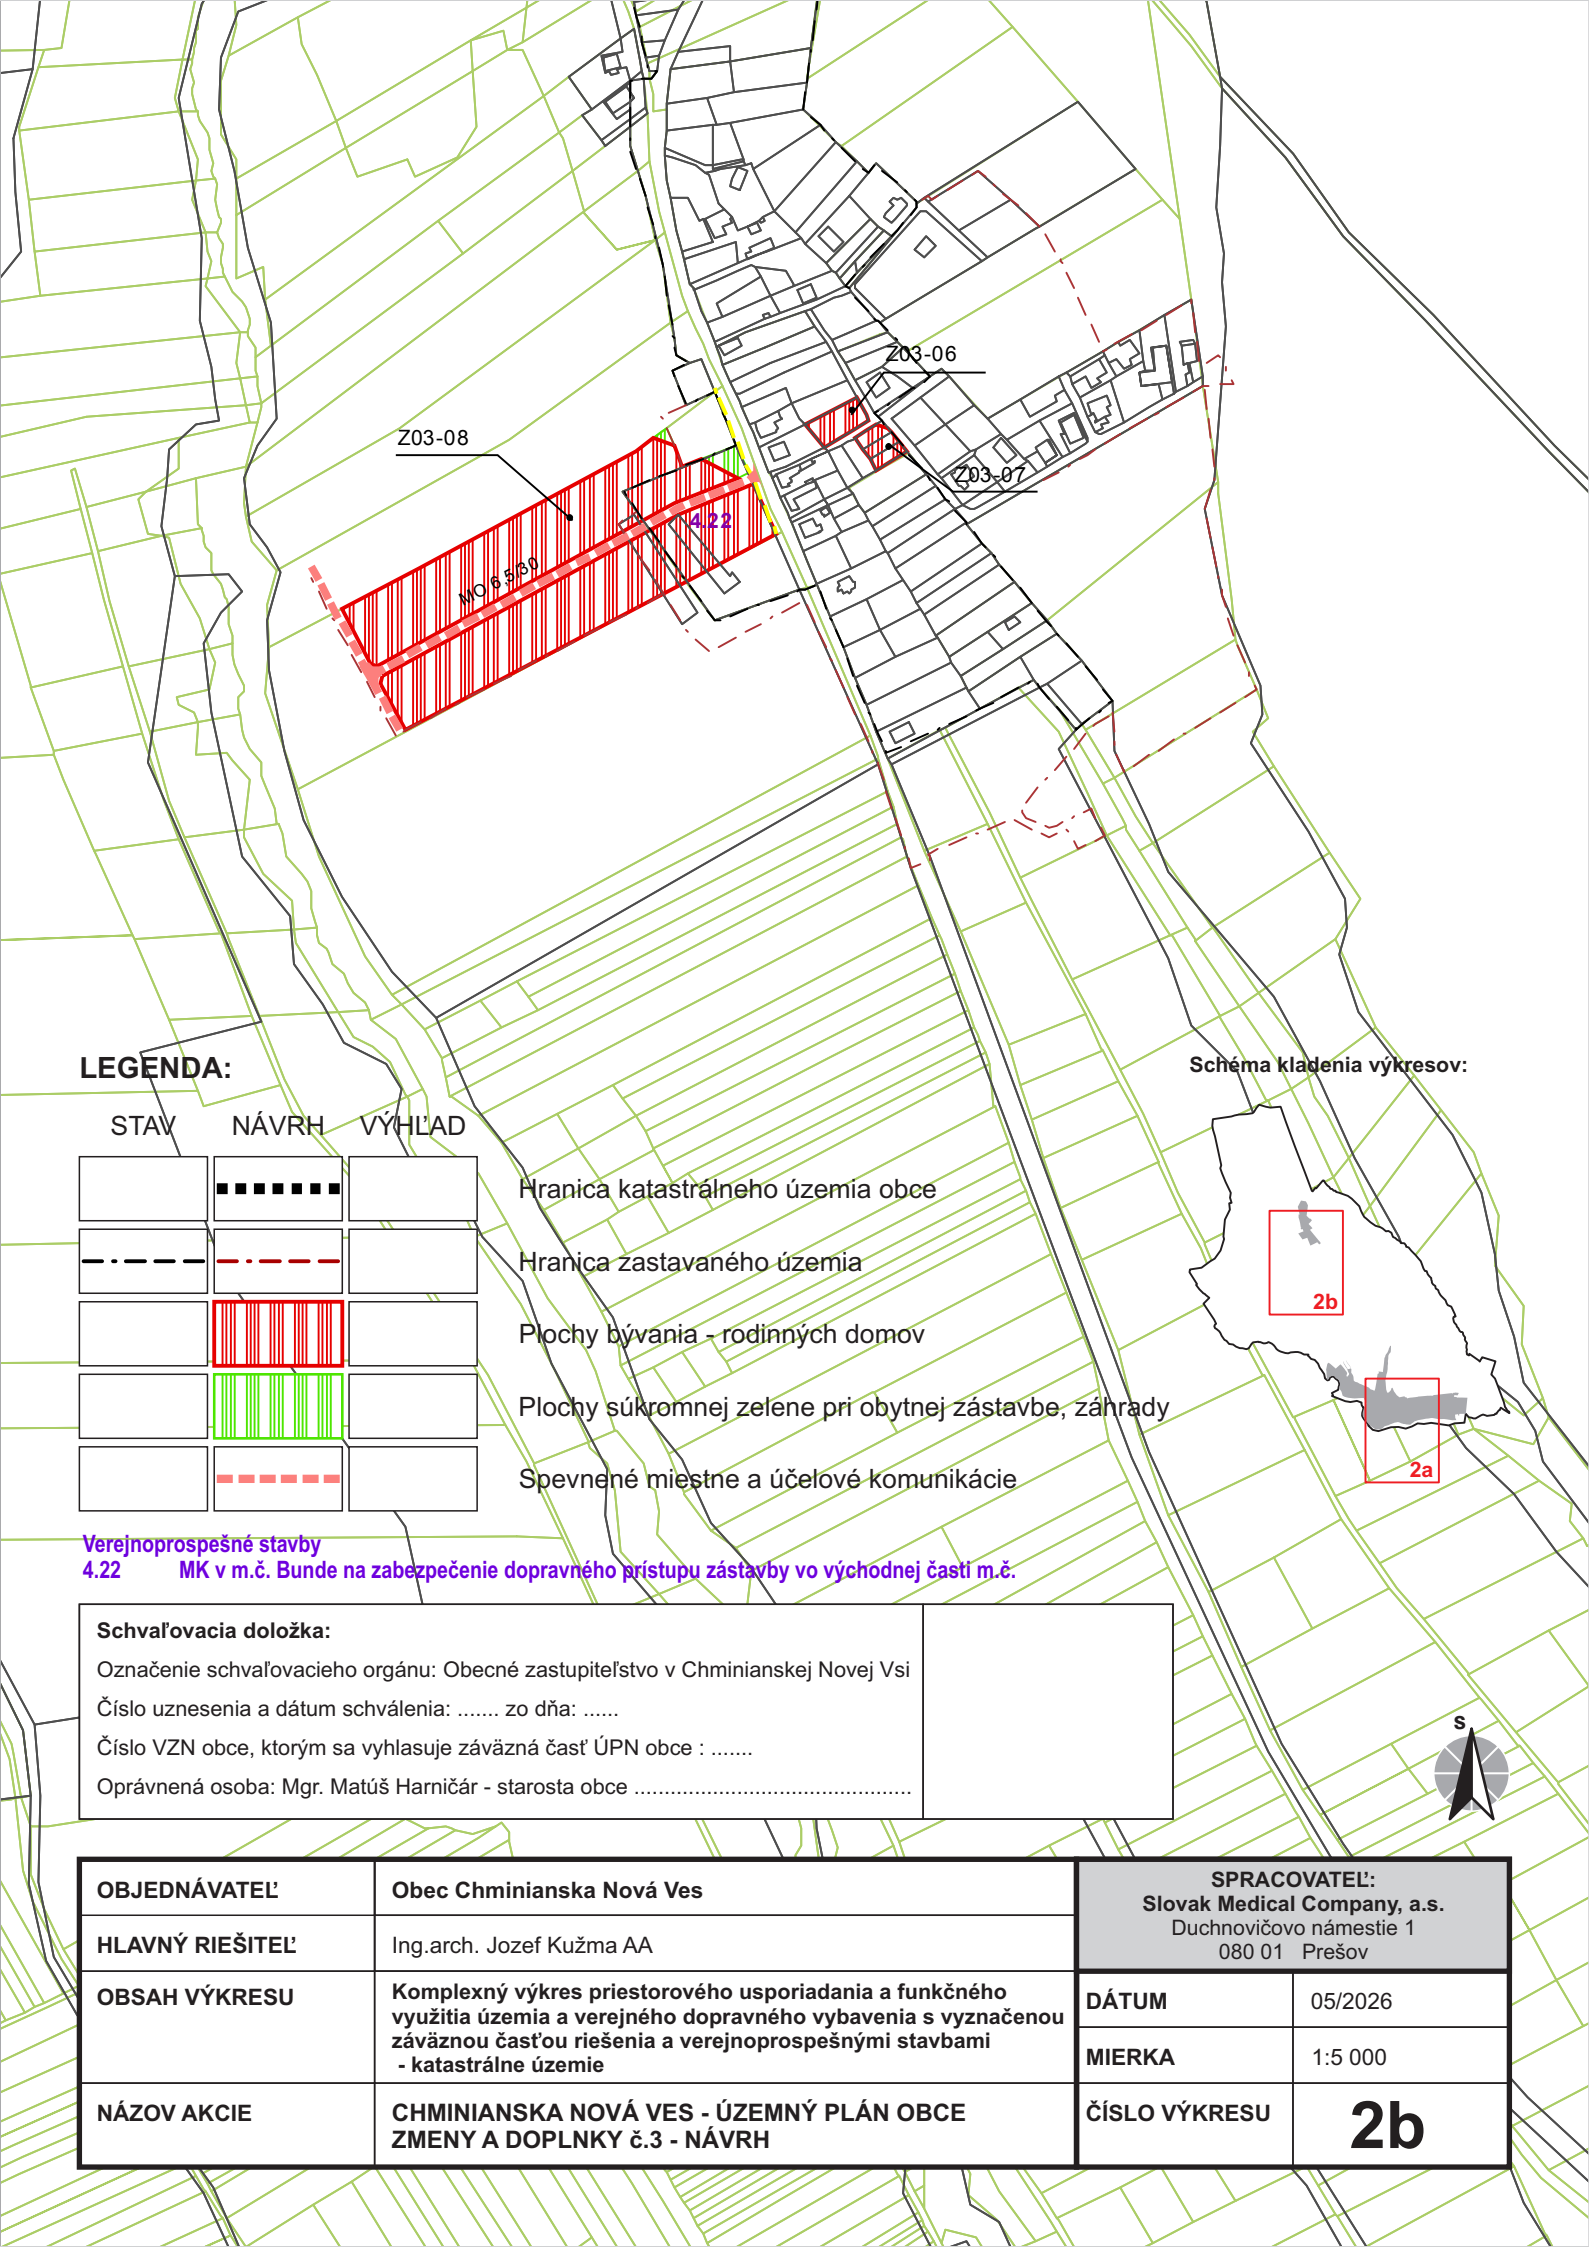 Z03-06
Z03-08
Z03-07
4.22
MO 6,5/30
LEGENDA:
Schéma kladenia výkresov:
STAV NÁVRH VÝHĽAD
Hranica katastrálneho územia obce
Hranica zastavaného územia
2b
Plochy bývania - rodinných domov
Plochy súkromnej zelene pri obytnej zástavbe, záhrady
2a
Spevnené miestne a účelové komunikácie
Verejnoprospešné stavby
4.22 MK v m.č. Bunde na zabezpečenie dopravného prístupu zástavby vo východnej časti m.č.
Schvaľovacia doložka:
Označenie schvaľovacieho orgánu: Obecné zastupiteľstvo v Chminianskej Novej Vsi
Číslo uznesenia a dátum schválenia: ....... zo dňa: ......
Číslo VZN obce, ktorým sa vyhlasuje záväzná časť ÚPN obce : .......
Oprávnená osoba: Mgr. Matúš Harničár - starosta obce ...............................................
S
OBJEDNÁVATEĽ Obec Chminianska Nová Ves
SPRACOVATEĽ:
Slovak Medical Company, a.s.
Duchnovičovo námestie 1
080 01 Prešov
HLAVNÝ RIEŠITEĽ Ing.arch. Jozef Kužma AA
OBSAH VÝKRESU Komplexný výkres priestorového usporiadania a funkčného
využitia územia a verejného dopravného vybavenia s vyznačenou
záväznou časťou riešenia a verejnoprospešnými stavbami
- katastrálne územie
DÁTUM 05/2026
MIERKA 1:5 000
NÁZOV AKCIE CHMINIANSKA NOVÁ VES - ÚZEMNÝ PLÁN OBCE
ZMENY A DOPLNKY č.3 - NÁVRH
ČÍSLO VÝKRESU 2b